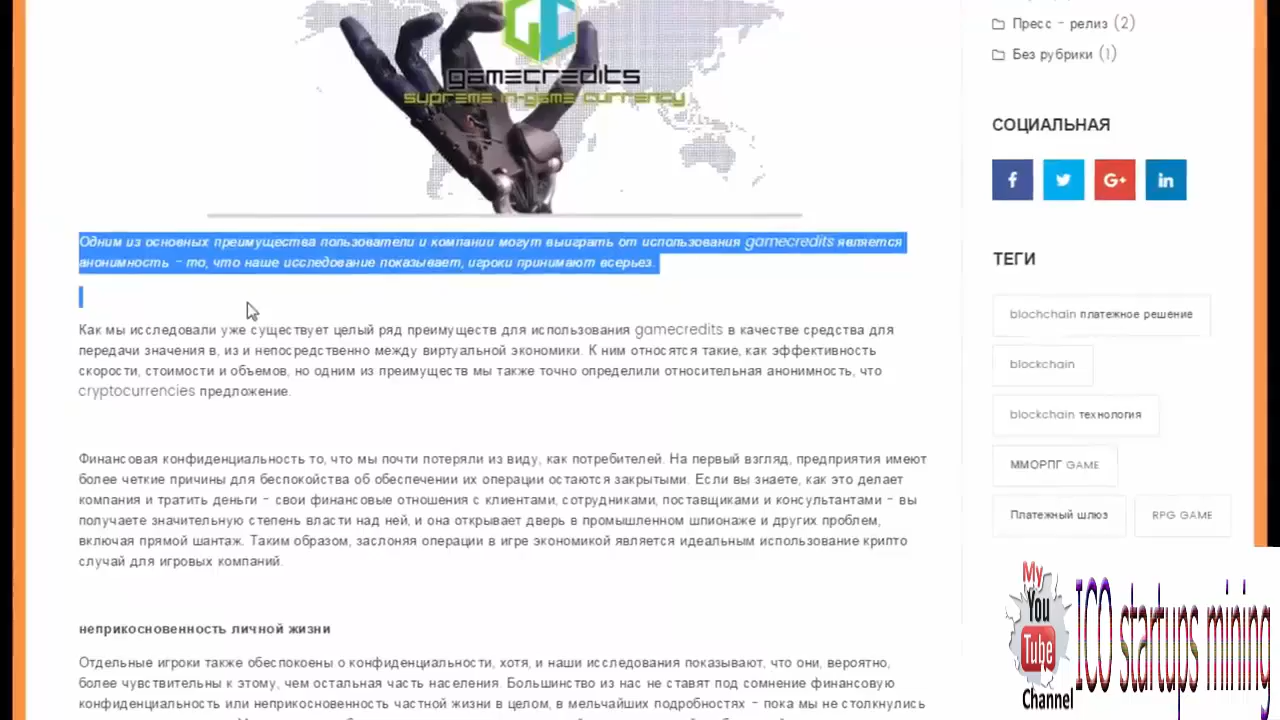 gamecredits
supreme in-game currency
Одним из основных преимущества пользователи и компании могут выиграть от использования gamecredits является
анонимность - то, что наше исследование показывает, игроки принимают всерьез.
Как мы исследовали уже существует целый ряд преимуществ для использования gamecredits в качестве средства для
передачи значения в, из и непосредственно между виртуальной экономики. К ним относятся такие, как эффективность
скорости, стоимости и объемов, но одним из преимуществ мы также точно определили относительная анонимность, что
cryptocurrencies предложение.
Финансовая конфиденциальность то, что мы почти потеряли из виду, как потребителей. На первый взгляд, предприятия имеют
более четкие причины для беспокойства об обеспечении их операции остаются закрытыми. Если вы знаете, как это делает
компания и тратить деньги - свои финансовые отношения с клиентами, сотрудниками, поставщиками и консультантами - вы
получаете значительную степень власти над ней, и она открывает дверь в промышленном шпионаже и других проблем,
включая прямой шантаж. Таким образом, заслоняя операции в игре экономикой является идеальным использование крипто
случай для игровых компаний.
неприкосновенность личной жизни
Отдельные игроки также обеспокоены о конфиденциальности, хотя, и наши исследования показывают, что они, вероятно,
более чувствительны к этому, чем остальная часть населения. Большинство из нас не ставят под сомнение финансовую
конфиденциальность или неприкосновенность частной жизни в целом, в мельчайших подробностях - пока мы не столкнулись
Пресс - релиз (2)
Без рубрики (1)
СОЦИАЛЬНАЯ
f
G+
in
ТЕГИ
blochchain платежное решение
blockchain
blockchain технология
ММОРПГ GAME
Платежный шлюз
RPG GAME
My
You
Tube
Channel
ICO startups mining